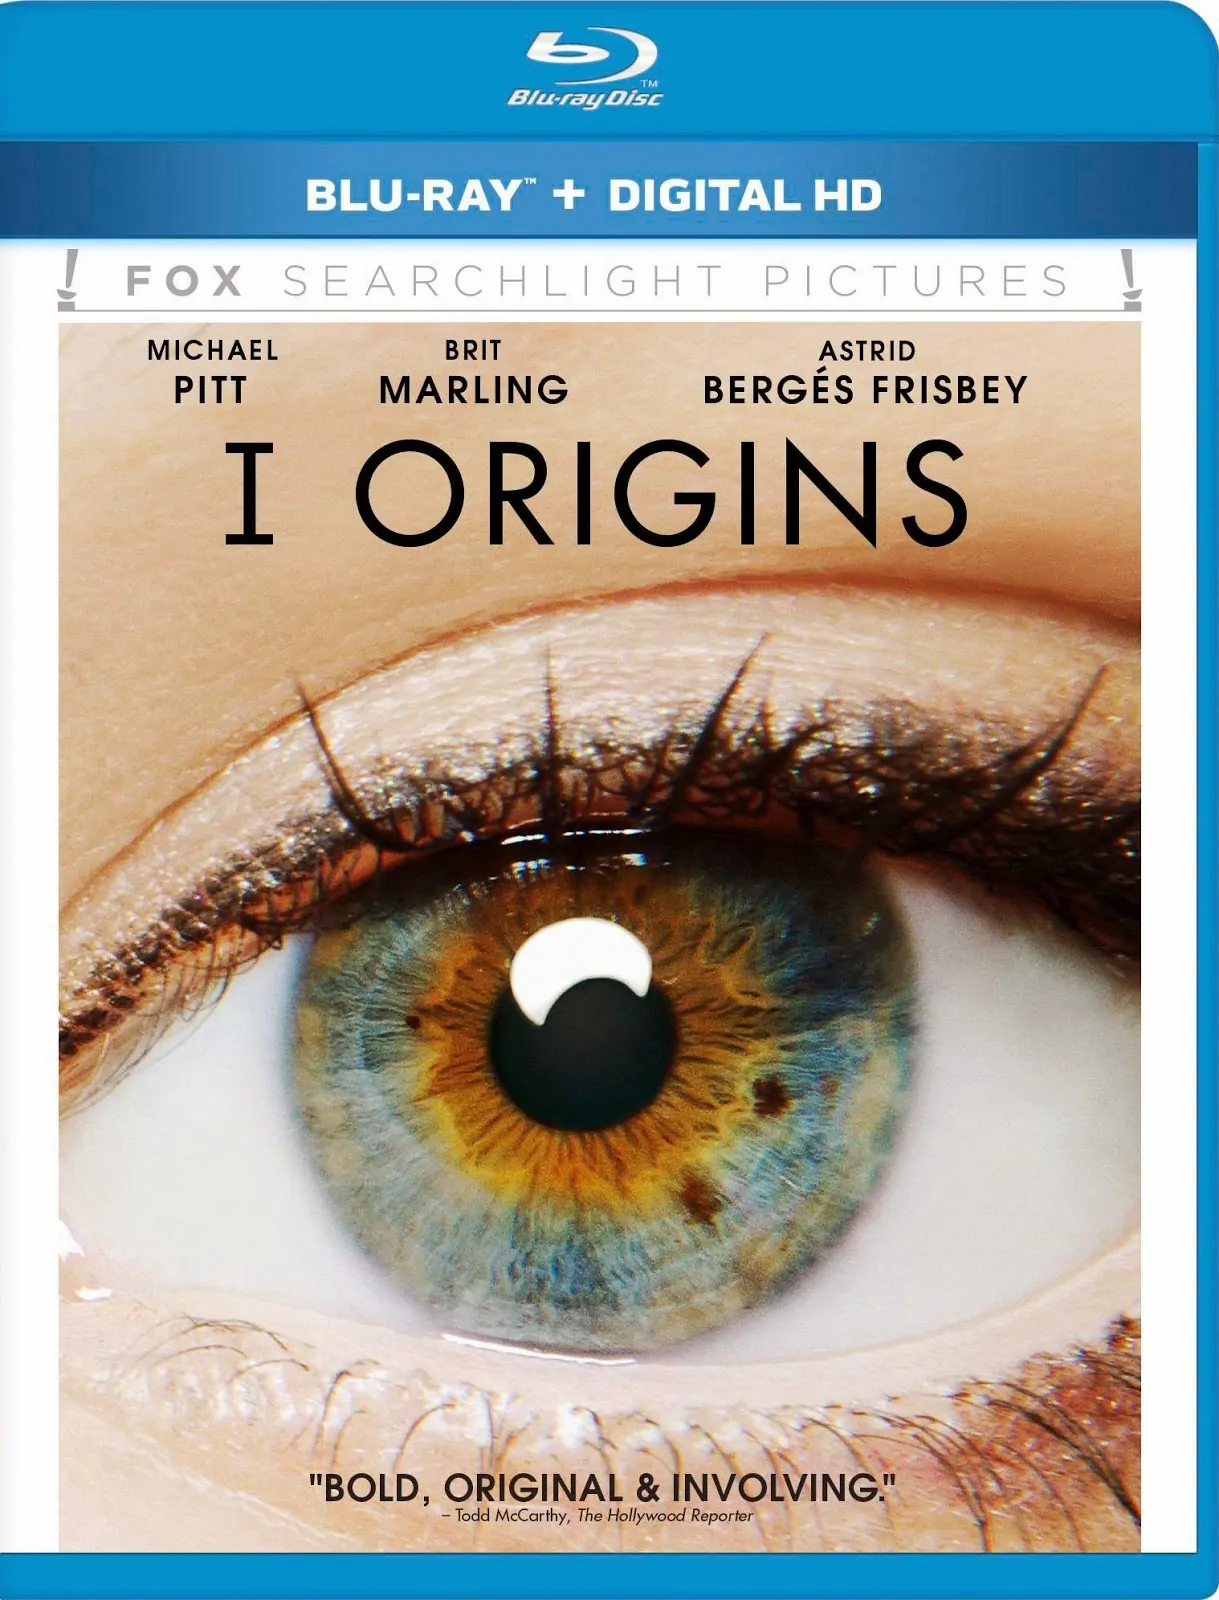 Blu-ray Disc™
BLU-RAY™ + DIGITAL HD
FOX SEARCHLIGHT PICTURES
MICHAEL PITT
BRIT MARLING
ASTRID BERGÉS FRISBEY
I ORIGINS
"BOLD, ORIGINAL & INVOLVING."
– Todd McCarthy, The Hollywood Reporter